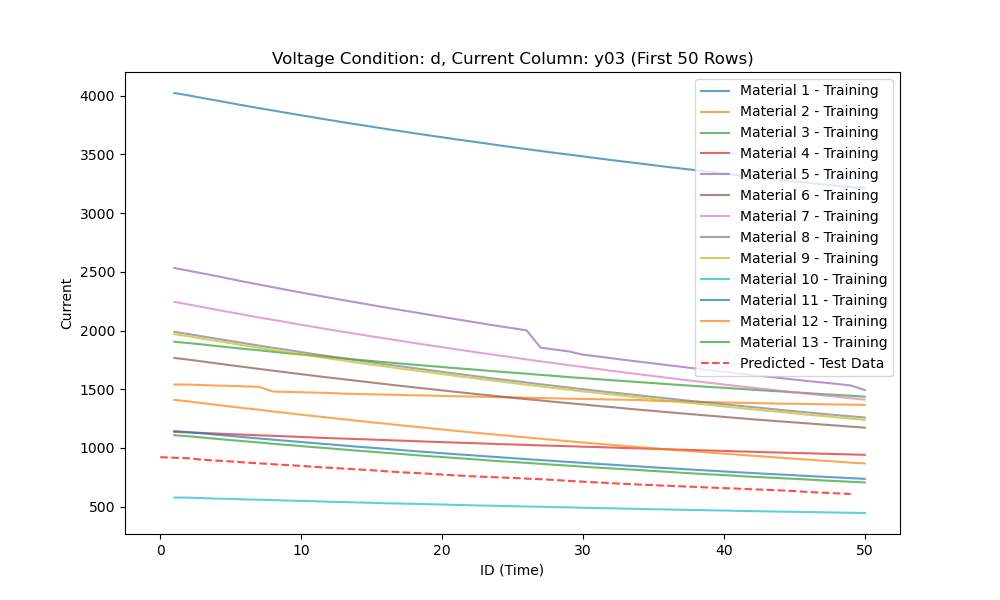 Voltage Condition: d, Current Column: y03 (First 50 Rows)
4000
3500
3000
2500
2000
1500
1000
500
Current
0
10
20
30
40
50
ID (Time)
Material 1 - Training
Material 2 - Training
Material 3 - Training
Material 4 - Training
Material 5 - Training
Material 6 - Training
Material 7 - Training
Material 8 - Training
Material 9 - Training
Material 10 - Training
Material 11 - Training
Material 12 - Training
Material 13 - Training
Predicted - Test Data